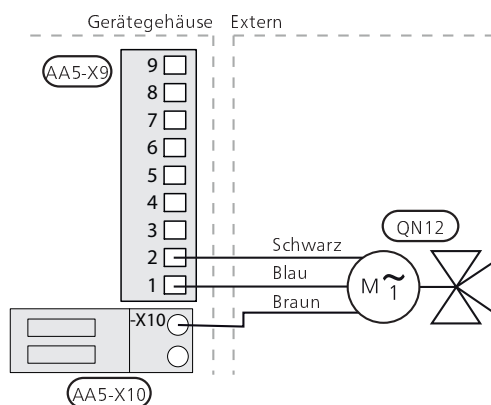 Gerätegehäuse Extern
AA5-X9
9
8
7
6
5
4
3
2
1
Schwarz
Blau
Braun
QN12
M ~ 1
-X10
AA5-X10